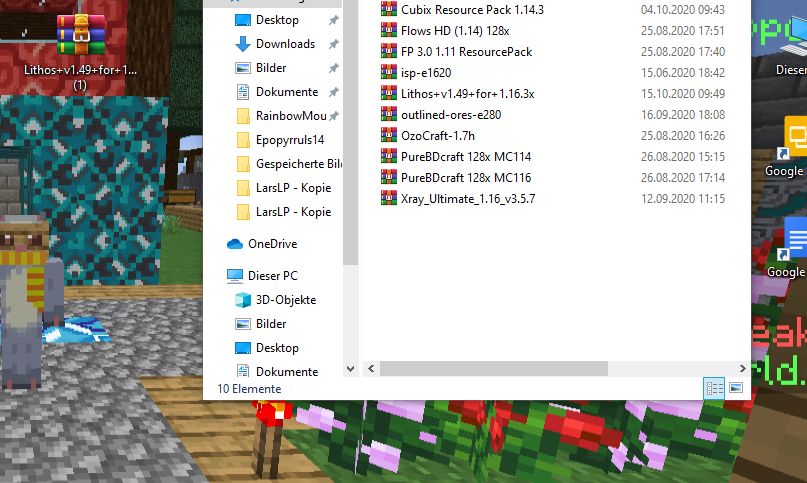 Lithos+v1.49+for+1...
(1)
Desktop
Downloads
Bilder
Dokumente
RainbowMou
Epopyrruls14
Gespeicherte Bil
LarsLP - Kopie
LarsLP - Kopie
OneDrive
Dieser PC
3D-Objekte
Bilder
Desktop
Dokumente
Cubix Resource Pack 1.14.3 04.10.2020 09:43
Flows HD (1.14) 128x 25.08.2020 17:51
FP 3.0 1.11 ResourcePack 25.08.2020 17:40
isp-e1620 15.06.2020 18:42
Lithos+v1.49+for+1.16.3x 15.10.2020 09:49
outlined-ores-e280 16.09.2020 18:08
OzoCraft-1.7h 25.08.2020 16:26
PureBDcraft 128x MC114 26.08.2020 15:15
PureBDcraft 128x MC116 26.08.2020 17:14
Xray_Ultimate_1.16_v3.5.7 12.09.2020 11:15
10 Elemente
Dieser
Google
Google
eak
rld.